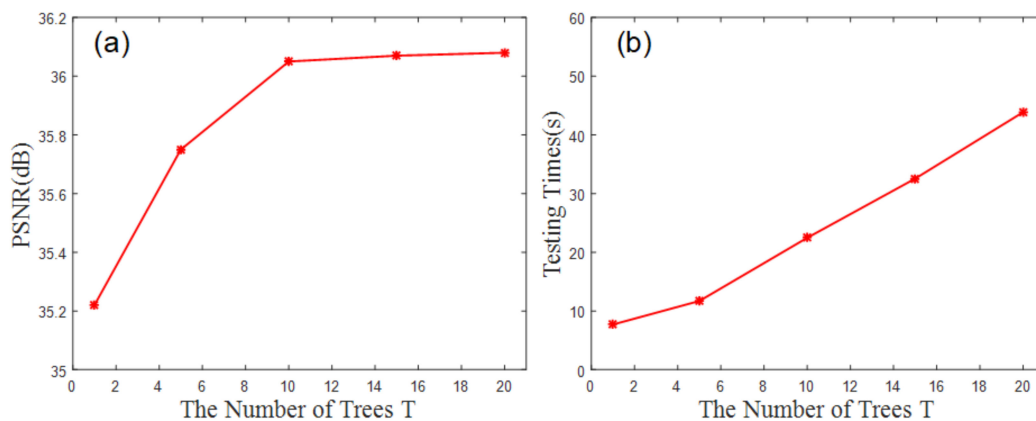 (a)
36.2
36
35.8
35.6
35.4
35.2
35
PSNR(dB)
0 2 4 6 8 10 12 14 16 18 20
The Number of Trees T
(b)
60
50
40
30
20
10
0
Testing Times(s)
0 2 4 6 8 10 12 14 16 18 20
The Number of Trees T